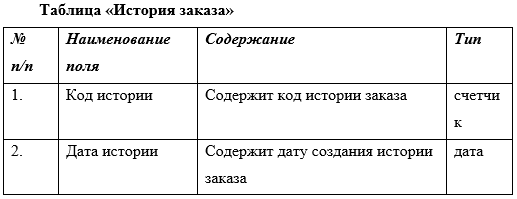 Таблица «История заказа»
№ п/п Наименование поля Содержание Тип
1. Код истории Содержит код истории заказа счетчик
2. Дата истории Содержит дату создания истории заказа дата